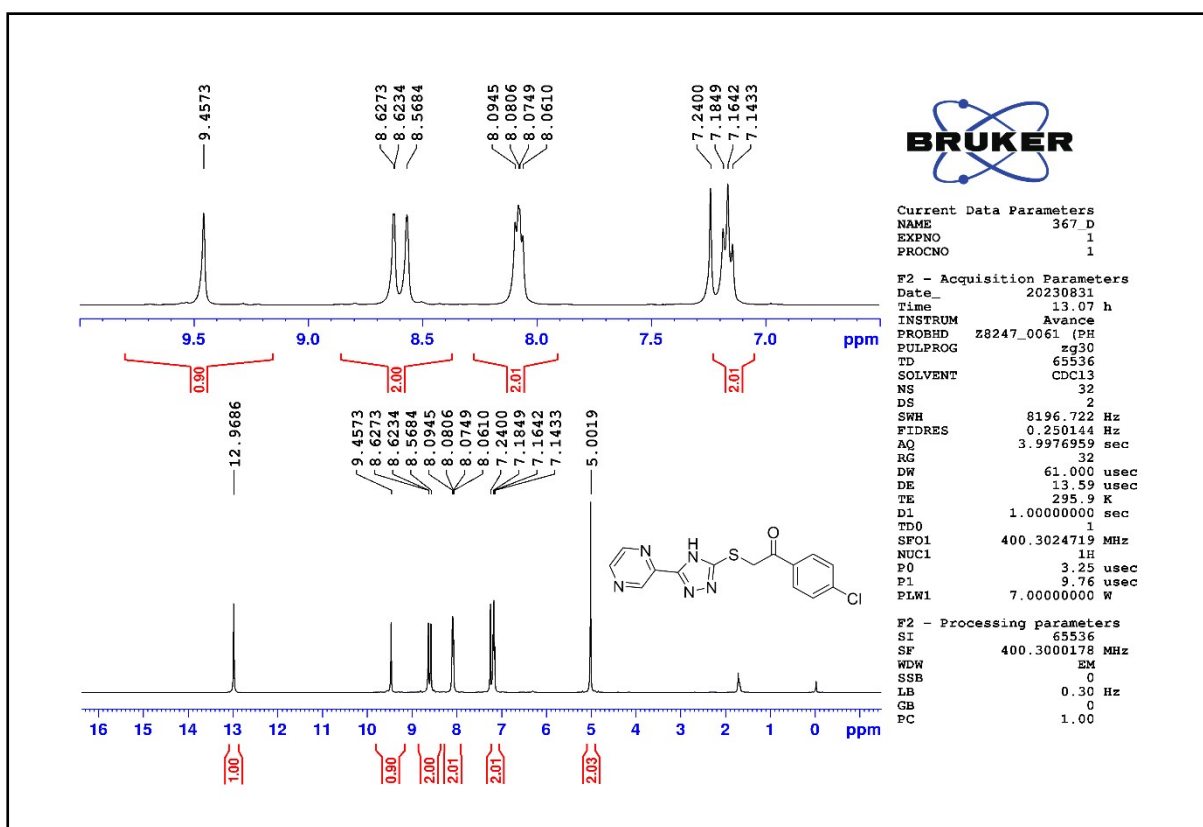 9.4573
8.6273
8.6234
8.5684
8.0945
8.0806
8.0749
8.0610
7.2400
7.1849
7.1642
7.1433
9.5 9.0 8.5 8.0 7.5 7.0 ppm
0.90
2.00
2.01
2.01
12.9686
9.4573
8.6273
8.6234
8.5684
8.0945
8.0806
8.0749
8.0610
7.2400
7.1849
7.1642
7.1433
5.0019
N
N
H
N
N
N
S
O
Cl
16 15 14 13 12 11 10 9 8 7 6 5 4 3 2 1 0 ppm
1.00
0.90
2.00
2.01
2.01
2.03
BRUKER
Current Data Parameters
NAME 367_D
EXPNO 1
PROCNO 1
F2 - Acquisition Parameters
Date_ 20230831
Time 13.07 h
INSTRUM Avance
PROBHD Z8247_0061 (PH
PULPROG zg30
TD 65536
SOLVENT CDCl3
NS 32
DS 2
SWH 8196.722 Hz
FIDRES 0.250144 Hz
AQ 3.9976959 sec
RG 32
DW 61.000 usec
DE 13.59 usec
TE 295.9 K
D1 1.00000000 sec
TD0 1
SFO1 400.3024719 MHz
NUC1 1H
P0 3.25 usec
P1 9.76 usec
PLW1 7.00000000 W
F2 - Processing parameters
SI 65536
SF 400.3000178 MHz
WDW EM
SSB 0
LB 0.30 Hz
GB 0
PC 1.00